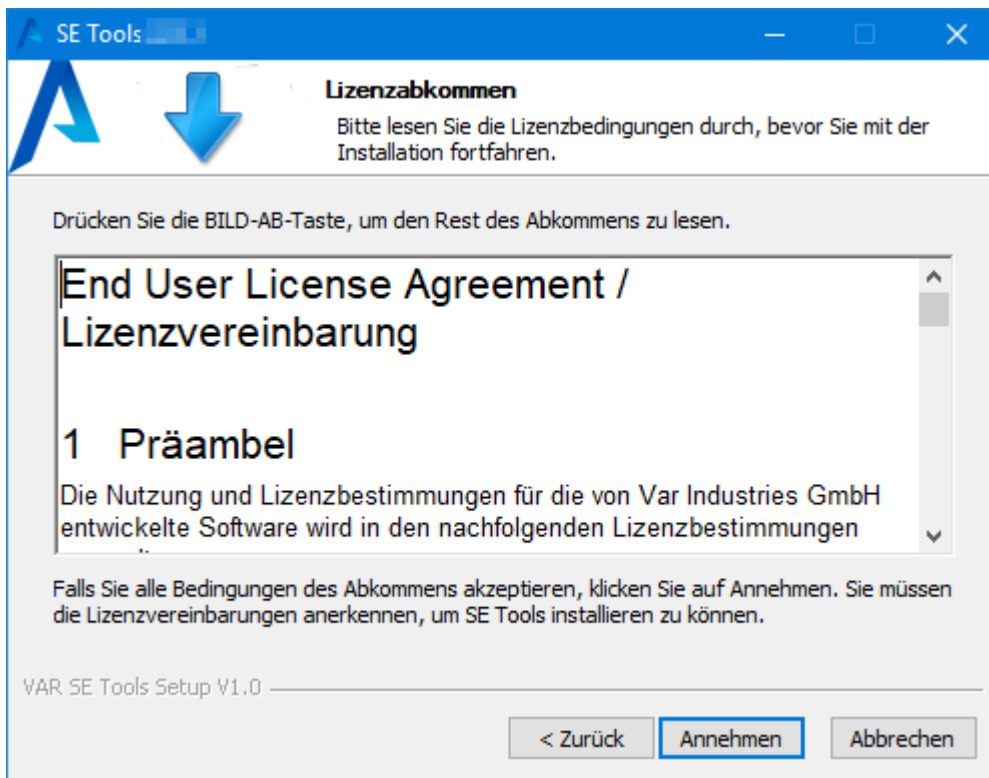 SE Tools
Lizenzabkommen
Bitte lesen Sie die Lizenzbedingungen durch, bevor Sie mit der
Installation fortfahren.
Drücken Sie die BILD-AB-Taste, um den Rest des Abkommens zu lesen.
End User License Agreement /
Lizenzvereinbarung
1 Präambel
Die Nutzung und Lizenzbestimmungen für die von Var Industries GmbH
entwickelte Software wird in den nachfolgenden Lizenzbestimmungen
Falls Sie alle Bedingungen des Abkommens akzeptieren, klicken Sie auf Annehmen. Sie müssen
die Lizenzvereinbarungen anerkennen, um SE Tools installieren zu können.
VAR SE Tools Setup V1.0
< Zurück Annehmen Abbrechen